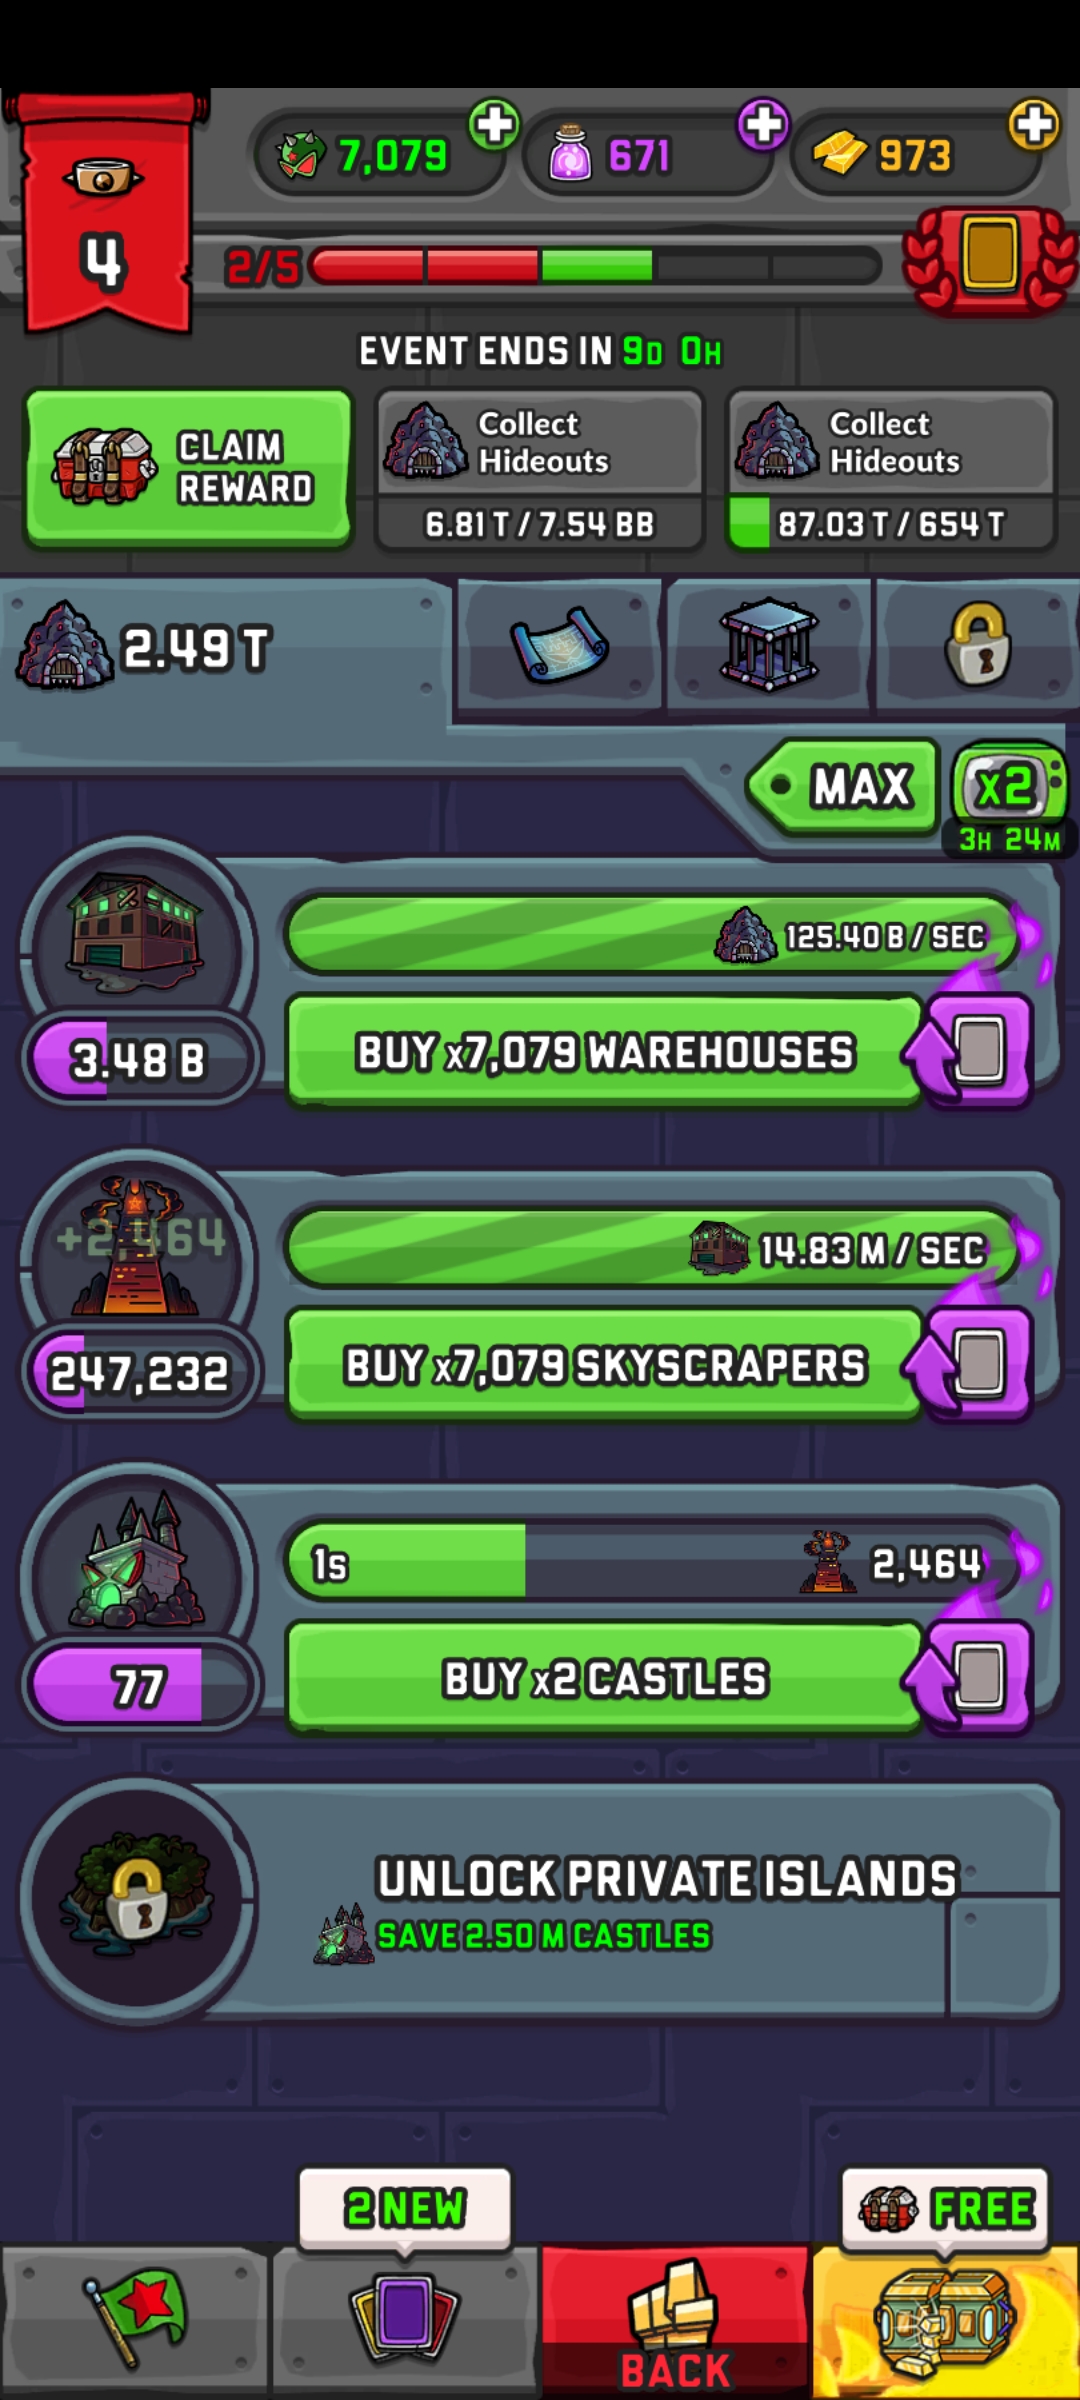 7,079
671
973
4
2/5
EVENT ENDS IN 9D 0H
CLAIM
REWARD
Collect
Hideouts
6.81 T / 7.54 BB
Collect
Hideouts
87.03 T / 654 T
2.49 T
MAX
x2
3H 24M
125.40 B / SEC
BUY x7,079 WAREHOUSES
3.48 B
+2,464
14.83 M / SEC
BUY x7,079 SKYSCRAPERS
247,232
1s
2,464
BUY x2 CASTLES
77
UNLOCK PRIVATE ISLANDS
SAVE 2.50 M CASTLES
2 NEW
FREE
BACK